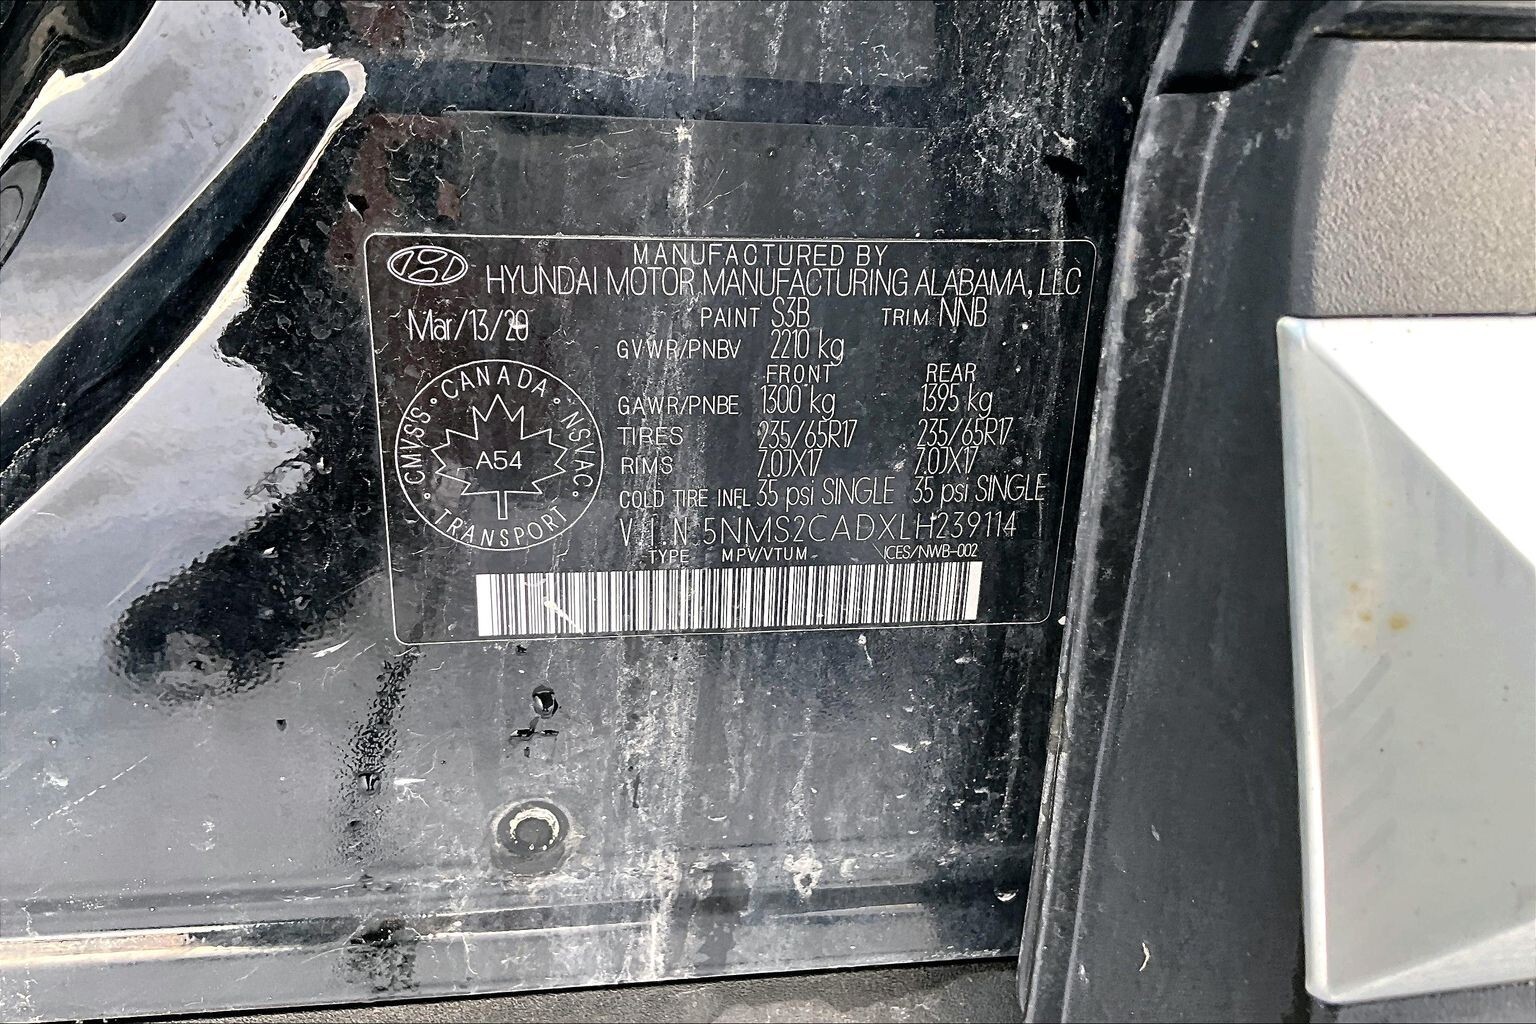 MANUFACTURED BY
HYUNDAI MOTOR MANUFACTURING ALABAMA, LLC
Mar/13/20
PAINT S3B TRIM NNB
GVWR/PNBV 2210 kg
FRONT REAR
GAWR/PNBE 1300 kg 1395 kg
TIRES 235/65R17 235/65R17
RIMS 7.0JX17 7.0JX17
COLD TIRE INFL 35 psi SINGLE 35 psi SINGLE
V.I.N. 5NMS2CADXLH239114
TYPE MPV/VTUM ICES/NWB-002
CANADA · NSVAC · TRANSPORT · CMVSS ·
A54